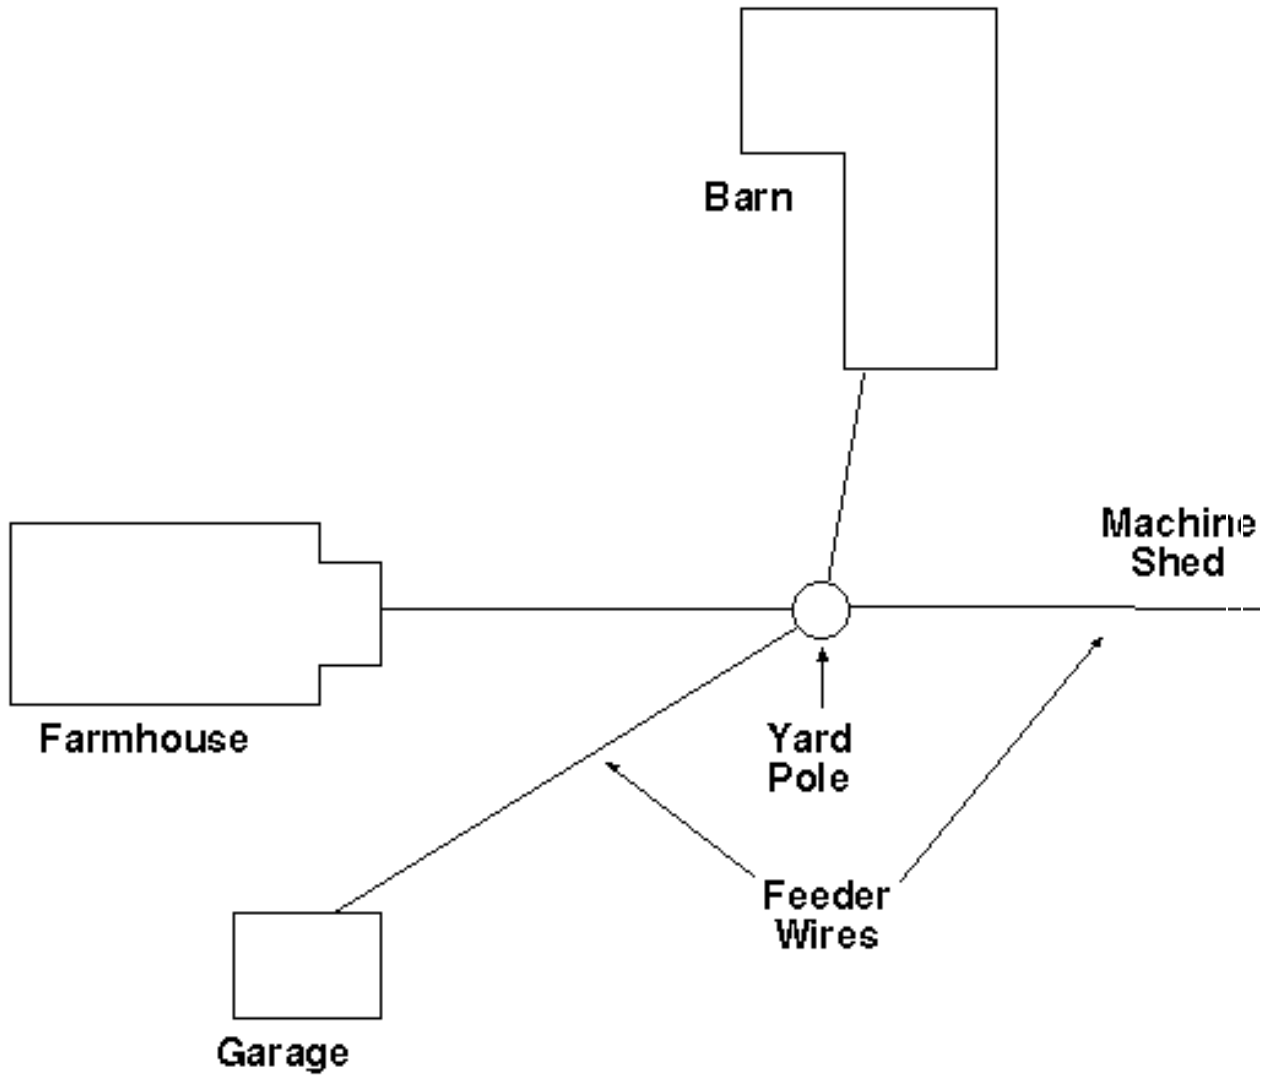 Barn
Machine
Shed
Farmhouse
Yard
Pole
Feeder
Wires
Garage